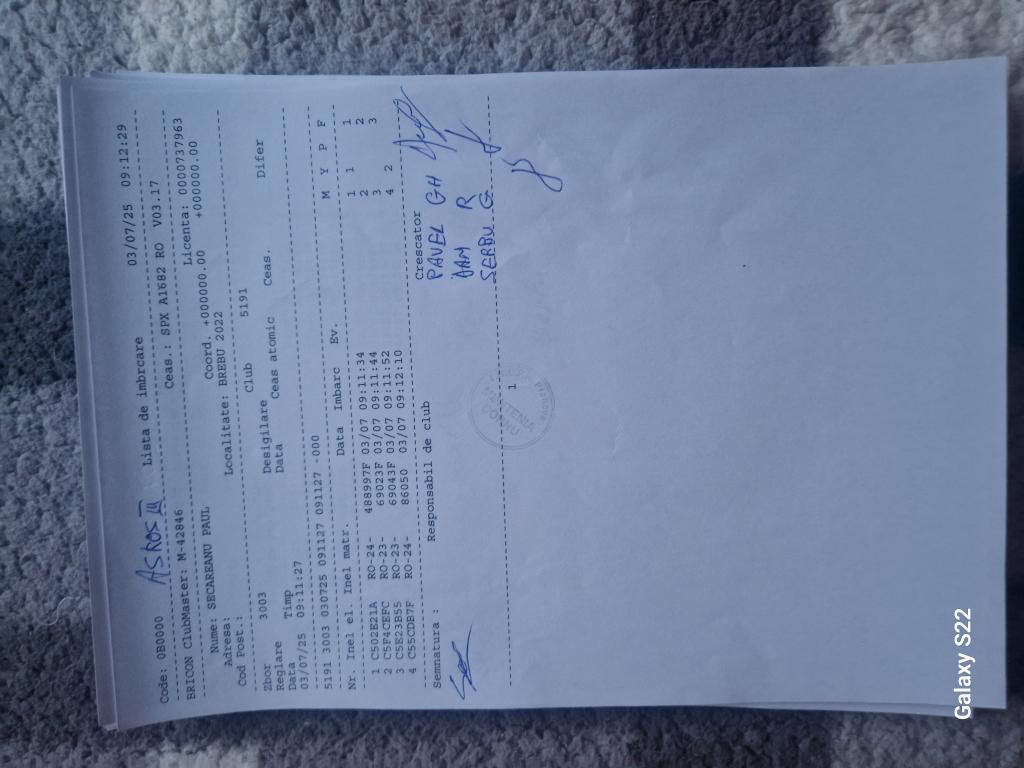 Code: 0B0000 Lista de imbrcare 03/07/25 09:12:29
BRICON ClubMaster: M-42846 Ceas.: SPX A1682 RO V03.17
Nume: SECAREANU PAUL Coord. +000000.00 Licenta: 0000737963
Adresa: Localitate: BREBU 2022 +000000.00
Cod Post.: Club 5191
Zbor 3003 Desigilare Ceas. Difer
Reglare Data Ceas atomic
Data Timp
03/07/25 09:11:27
5191 3003 030725 091127 091127 -000 M Y P F
Nr. Inel el. Inel matr. Data Imbarc Ev.
1 C502E21A RO-24- 488997F 03/07 09:11:34 1 1 1
2 C5F4CEFC RO-23- 69023F 03/07 09:11:44 2 2
3 C5E23B55 RO-23- 69043F 03/07 09:11:52 3 3
4 C55CDB7F RO-24- 86050 03/07 09:12:10 4 2
Semnatura : Responsabil de club Crescator
PAVEL GH
R
SERBU G
1
Galaxy S22